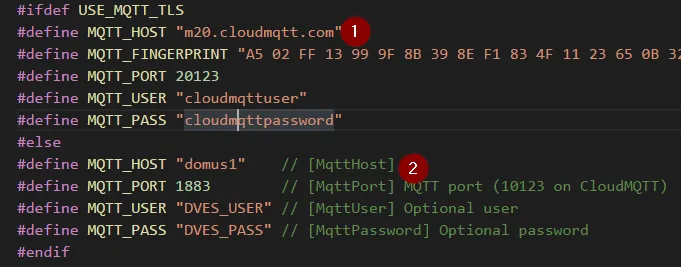 #ifdef USE_MQTT_TLS
#define MQTT_HOST "m20.cloudmqtt.com" 1
#define MQTT_FINGERPRINT "A5 02 FF 13 99 9F 8B 39 8E F1 83 4F 11 23 65 0B 32
#define MQTT_PORT 20123
#define MQTT_USER "cloudmqttuser"
#define MQTT_PASS "cloudmqttpassword"
#else
#define MQTT_HOST "domus1" // [MqttHost] 2
#define MQTT_PORT 1883 // [MqttPort] MQTT port (10123 on CloudMQTT)
#define MQTT_USER "DVES_USER" // [MqttUser] Optional user
#define MQTT_PASS "DVES_PASS" // [MqttPassword] Optional password
#endif